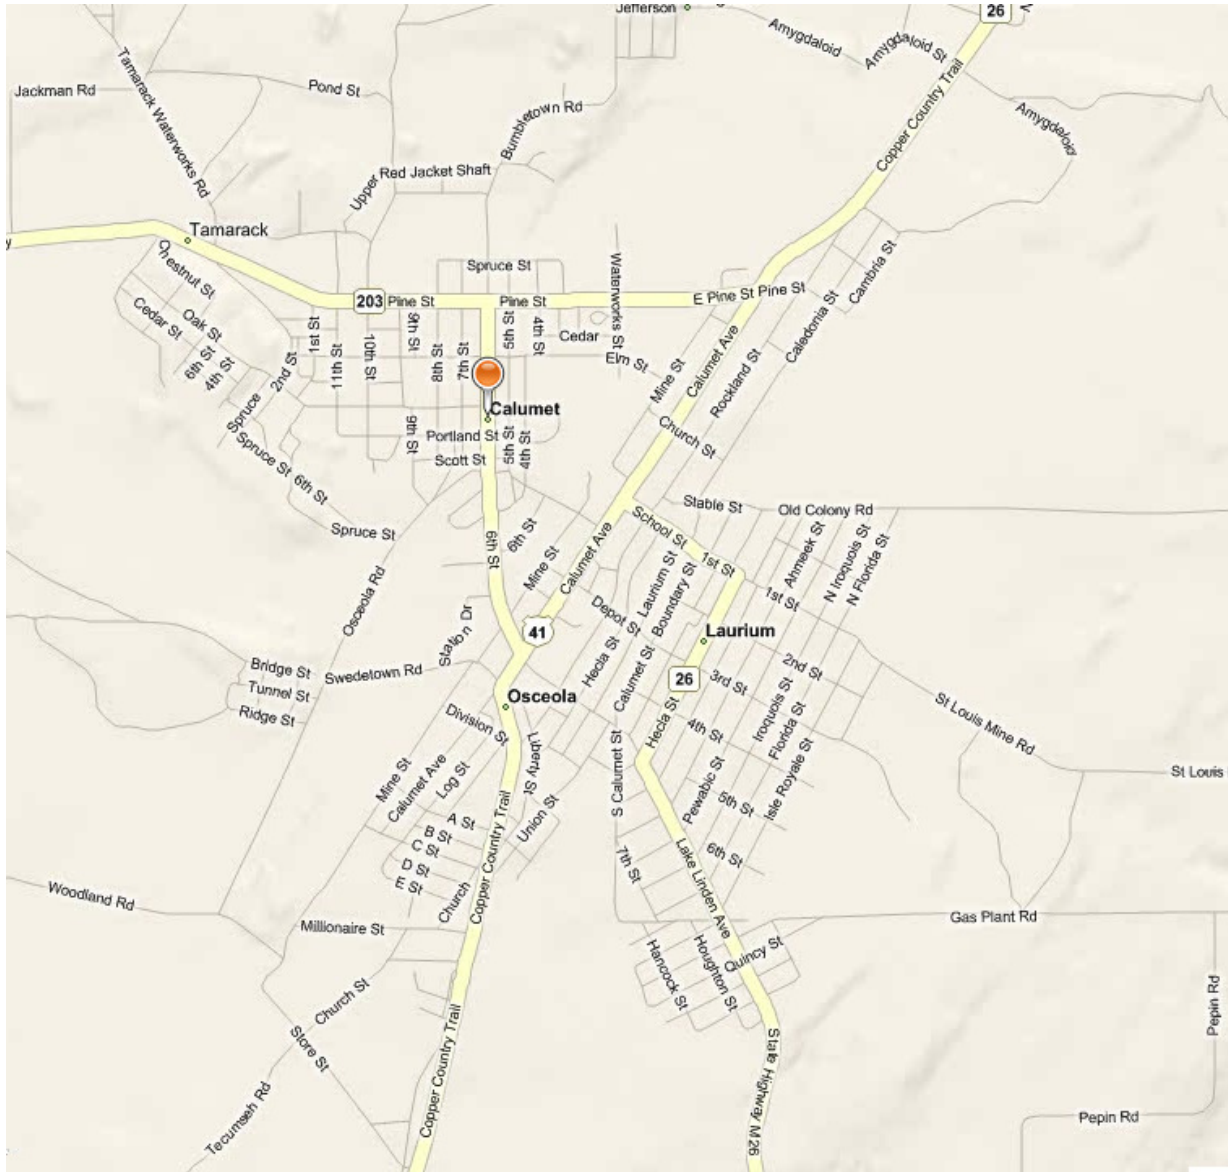 Jefferson
26
Amygdaloid
Amygdaloid St
Tamarack Waterworks Rd
Jackman Rd
Pond St
Bumbletown Rd
Copper Country Trail
Amygdaloid
Upper
Red Jacket Shaft
Tamarack
Chestnut St
Spruce St
Waterworks St
Cambria St
203
Pine St
Pine St
E Pine St
Pine St
Cedar St
Oak St
1st St
9th St
5th St
4th St
Cedar
Caledonia St
6th St
4th St
2nd St
11th St
10th St
8th St
7th St
Elm St
Mine St
Calumet Ave
Rockland St
Calumet
Spruce
9th St
Portland St
5th St
4th St
Church St
Scott St
Spruce St
6th St
Stable St
Old Colony Rd
Spruce St
6th St
6th St
Mine St
Calumet Ave
School St
1st St
Ahmeek St
N Iroquois St
N Florida St
Osceola Rd
Laurium St
Boundary St
1st St
Depot St
Station Dr
41
Laurium
Bridge St
Swedetown Rd
Hecla St
Calumet St
2nd St
Tunnel St
26
3rd St
Ridge St
Osceola
Division St
Liberty St
Hecla St
4th St
Iroquois St
Florida St
St Louis Mine Rd
Mine St
Calumet Ave
Log St
S Calumet St
Pewabic St
Isle Royale St
St Louis
5th St
A St
Union St
B St
C St
D St
E St
Copper Country Trail
7th St
Lake Linden Ave
6th St
Woodland Rd
Church
Millionaire St
Gas Plant Rd
Hancock St
Houghton St
Quincy St
Church St
Store St
Pepin Rd
Copper Country Trail
State Highway M26
Tecumseh Rd
Pepin Rd